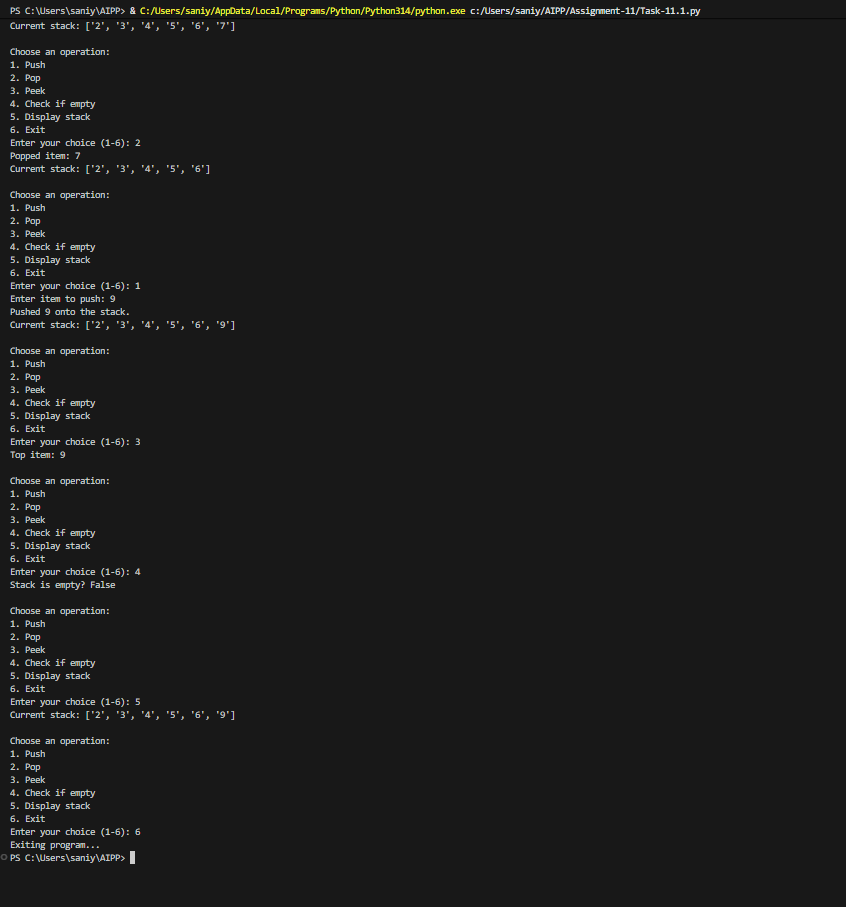 PS C:\Users\saniy\AIPP> & C:/Users/saniy/AppData/Local/Programs/Python/Python314/python.exe c:/Users/saniy/AIPP/Assignment-11/Task-11.1.py
Current stack: ['2', '3', '4', '5', '6', '7']
Choose an operation:
1. Push
2. Pop
3. Peek
4. Check if empty
5. Display stack
6. Exit
Enter your choice (1-6): 2
Popped item: 7
Current stack: ['2', '3', '4', '5', '6']
Choose an operation:
1. Push
2. Pop
3. Peek
4. Check if empty
5. Display stack
6. Exit
Enter your choice (1-6): 1
Enter item to push: 9
Pushed 9 onto the stack.
Current stack: ['2', '3', '4', '5', '6', '9']
Choose an operation:
1. Push
2. Pop
3. Peek
4. Check if empty
5. Display stack
6. Exit
Enter your choice (1-6): 3
Top item: 9
Choose an operation:
1. Push
2. Pop
3. Peek
4. Check if empty
5. Display stack
6. Exit
Enter your choice (1-6): 4
Stack is empty? False
Choose an operation:
1. Push
2. Pop
3. Peek
4. Check if empty
5. Display stack
6. Exit
Enter your choice (1-6): 5
Current stack: ['2', '3', '4', '5', '6', '9']
Choose an operation:
1. Push
2. Pop
3. Peek
4. Check if empty
5. Display stack
6. Exit
Enter your choice (1-6): 6
Exiting program...
PS C:\Users\saniy\AIPP>